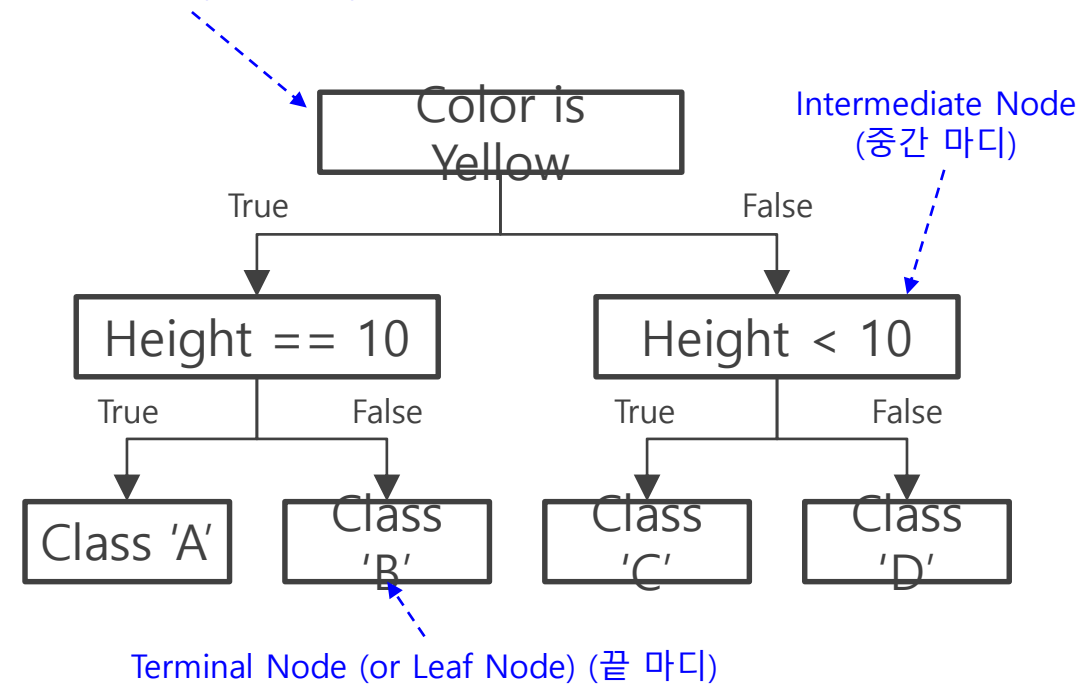 Color is
Yellow
Intermediate Node
(중간 마디)
True
False
Height == 10
Height < 10
True
False
True
False
Class 'A'
Class
'B'
Class
'C'
Class
'D'
Terminal Node (or Leaf Node) (끝 마디)